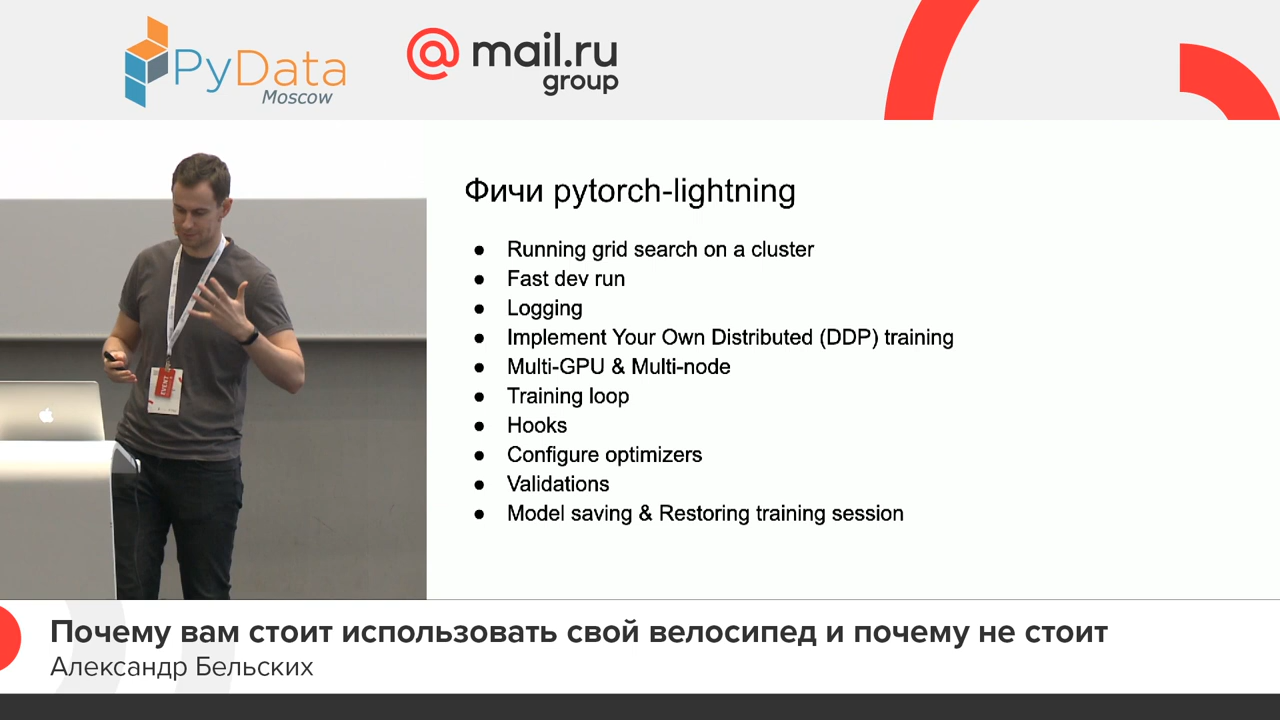 PyData
Moscow
@mail.ru
group
Фичи pytorch-lightning
● Running grid search on a cluster
● Fast dev run
● Logging
● Implement Your Own Distributed (DDP) training
● Multi-GPU & Multi-node
● Training loop
● Hooks
● Configure optimizers
● Validations
● Model saving & Restoring training session
EVENT
Почему вам стоит использовать свой велосипед и почему не стоит
Александр Бельских